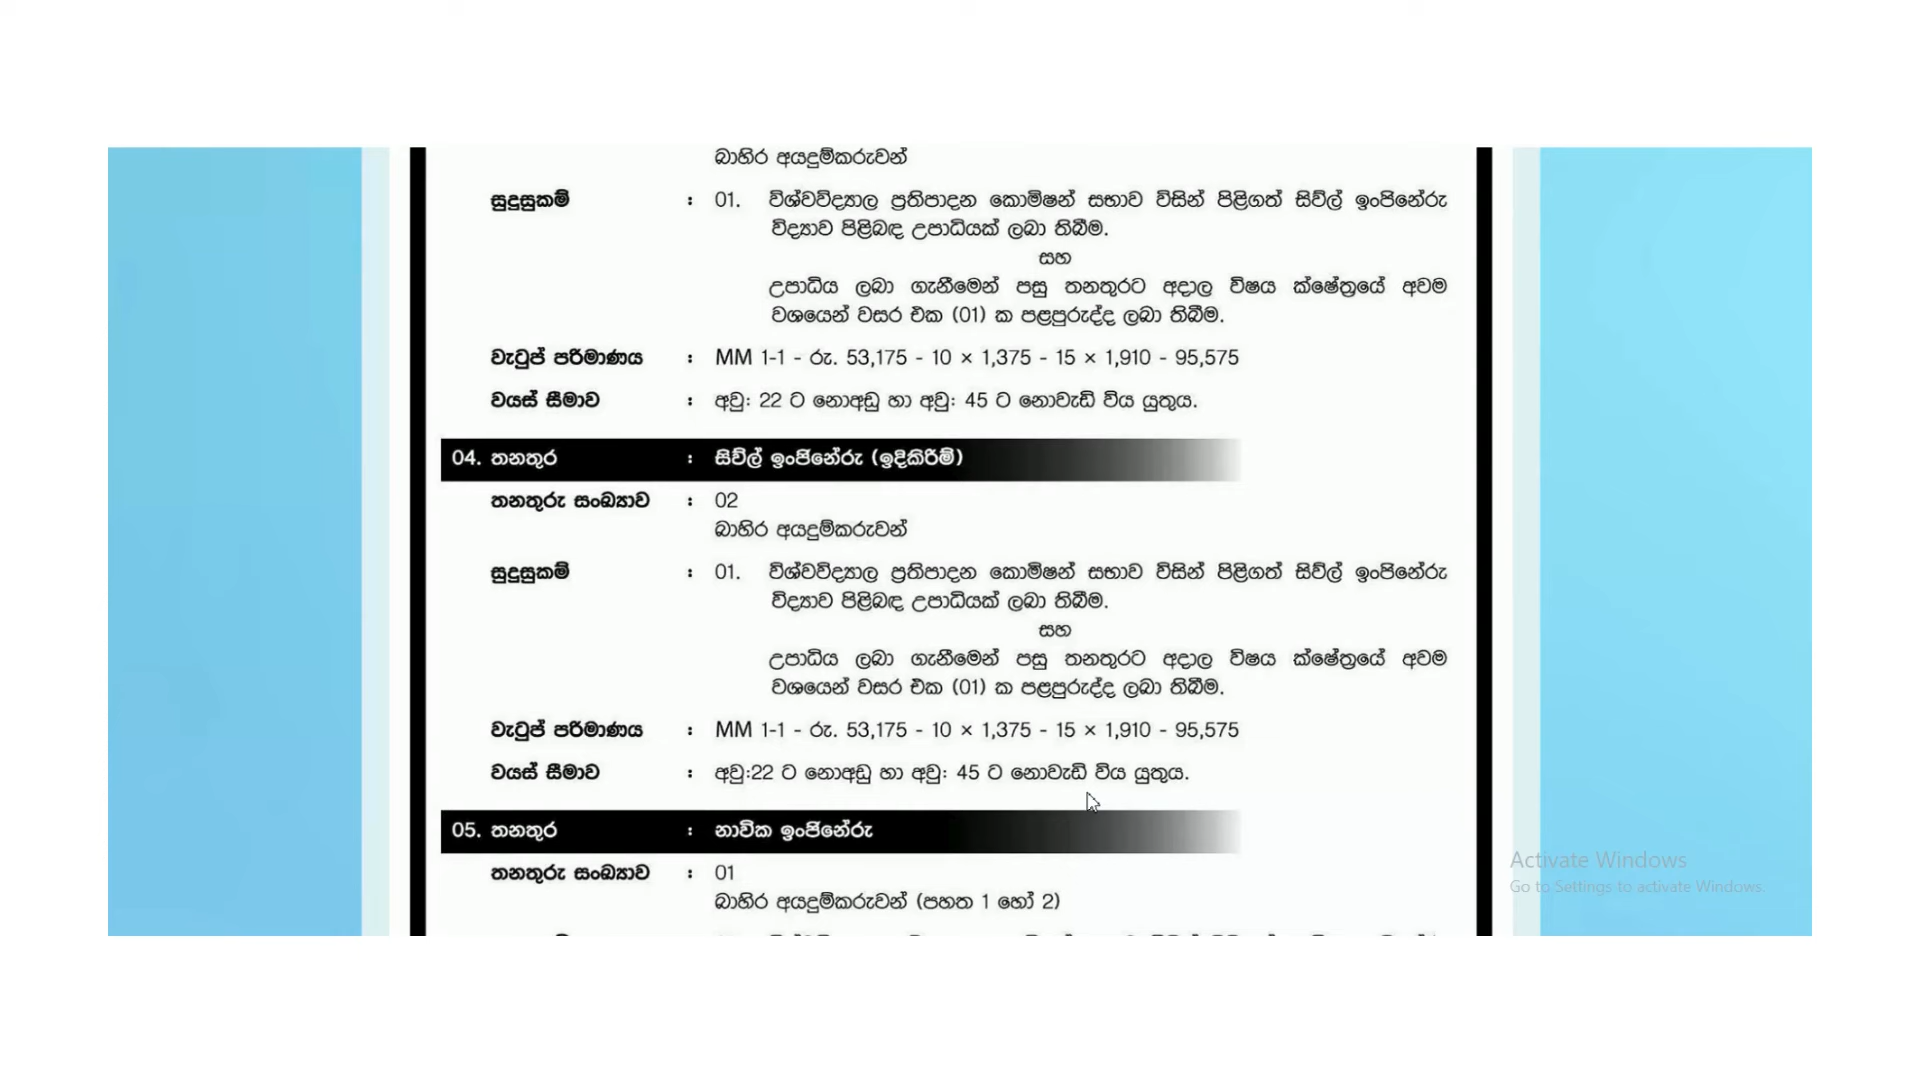 බාහිර අයදුම්කරුවන්
සුදුසුකම් : 01. විශ්වවිද්‍යාල ප්‍රතිපාදන කොමිෂන් සභාව විසින් පිළිගත් සිවිල් ඉංජිනේරු
විද්‍යාව පිළිබඳ උපාධියක් ලබා තිබීම.
සහ
උපාධිය ලබා ගැනීමෙන් පසු තනතුරට අදාල විෂය ක්ෂේත්‍රයේ අවම
වශයෙන් වසර එක (01) ක පළපුරුද්ද ලබා තිබීම.
වැටුප් පරිමාණය : MM 1-1 - රු. 53,175 - 10 × 1,375 - 15 × 1,910 - 95,575
වයස් සීමාව : අවු: 22 ට නොඅඩු හා අවු: 45 ට නොවැඩි විය යුතුය.
04. තනතුර : සිවිල් ඉංජිනේරු (ඉදිකිරීම්)
තනතුරු සංඛ්‍යාව : 02
බාහිර අයදුම්කරුවන්
සුදුසුකම් : 01. විශ්වවිද්‍යාල ප්‍රතිපාදන කොමිෂන් සභාව විසින් පිළිගත් සිවිල් ඉංජිනේරු
විද්‍යාව පිළිබඳ උපාධියක් ලබා තිබීම.
සහ
උපාධිය ලබා ගැනීමෙන් පසු තනතුරට අදාල විෂය ක්ෂේත්‍රයේ අවම
වශයෙන් වසර එක (01) ක පළපුරුද්ද ලබා තිබීම.
වැටුප් පරිමාණය : MM 1-1 - රු. 53,175 - 10 × 1,375 - 15 × 1,910 - 95,575
වයස් සීමාව : අවු:22 ට නොඅඩු හා අවු: 45 ට නොවැඩි විය යුතුය.
05. තනතුර : නාවික ඉංජිනේරු
තනතුරු සංඛ්‍යාව : 01
බාහිර අයදුම්කරුවන් (පහත 1 හෝ 2)
Activate Windows
Go to Settings to activate Windows.